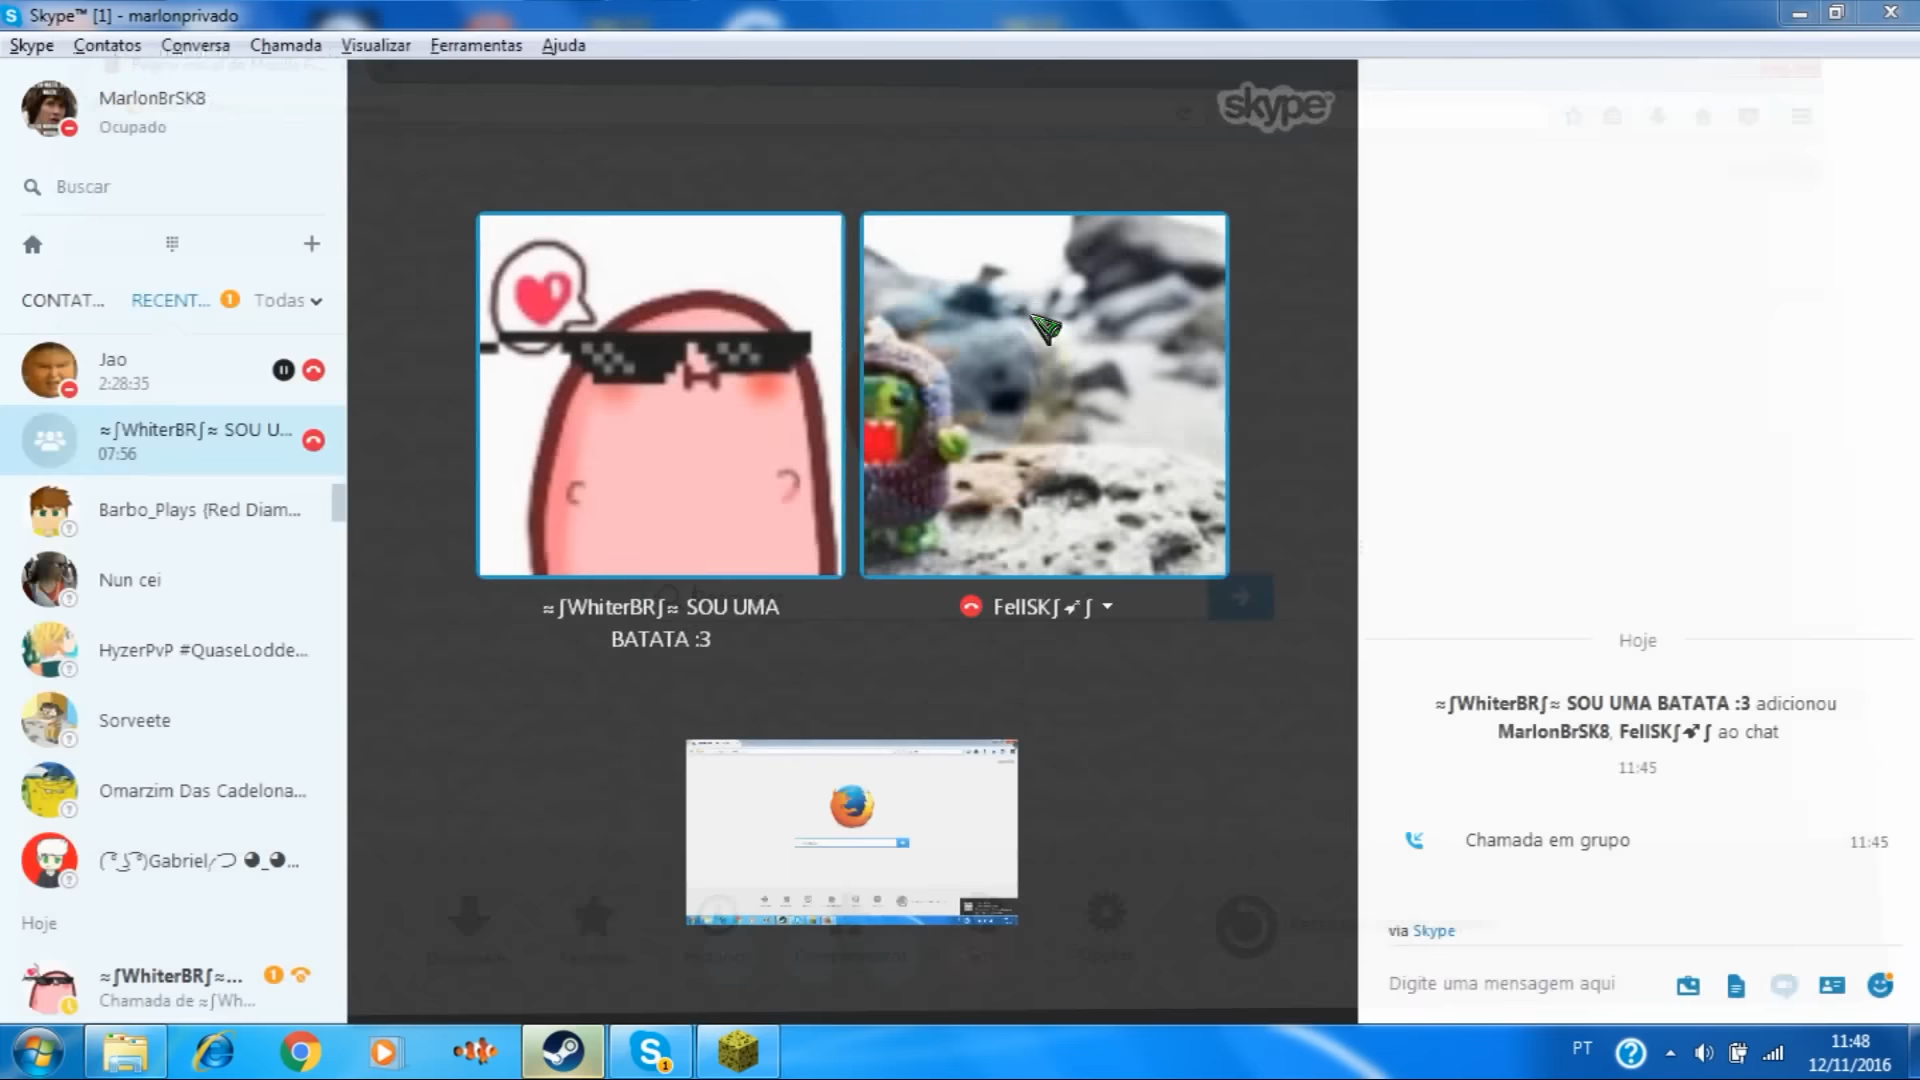 Skype™ [1] - marlonprivado
Skype Contatos Conversa Chamada Visualizar Ferramentas Ajuda
MarlonBrSK8
Ocupado
Buscar
CONTAT... RECENT... 1 Todas
Jao
2:28:35
≈ʃWhiterBRʃ≈ SOU U...
07:56
Barbo_Plays {Red Diam...
Nun cei
HyzerPvP #QuaseLodde...
Sorveete
Omarzim Das Cadelona...
( ͡° ͜ʖ ͡°)Gabriel╭⊃ ◕_◕...
Hoje
≈ʃWhiterBRʃ≈... 1
Chamada de ≈ʃWh...
skype
≈ʃWhiterBRʃ≈ SOU UMA
BATATA :3
FelISKʃ➶ʃ
Hoje
≈ʃWhiterBRʃ≈ SOU UMA BATATA :3 adicionou
MarlonBrSK8, FelISKʃ➶ʃ ao chat
11:45
Chamada em grupo 11:45
via Skype
Digite uma mensagem aqui
PT
11:48
12/11/2016